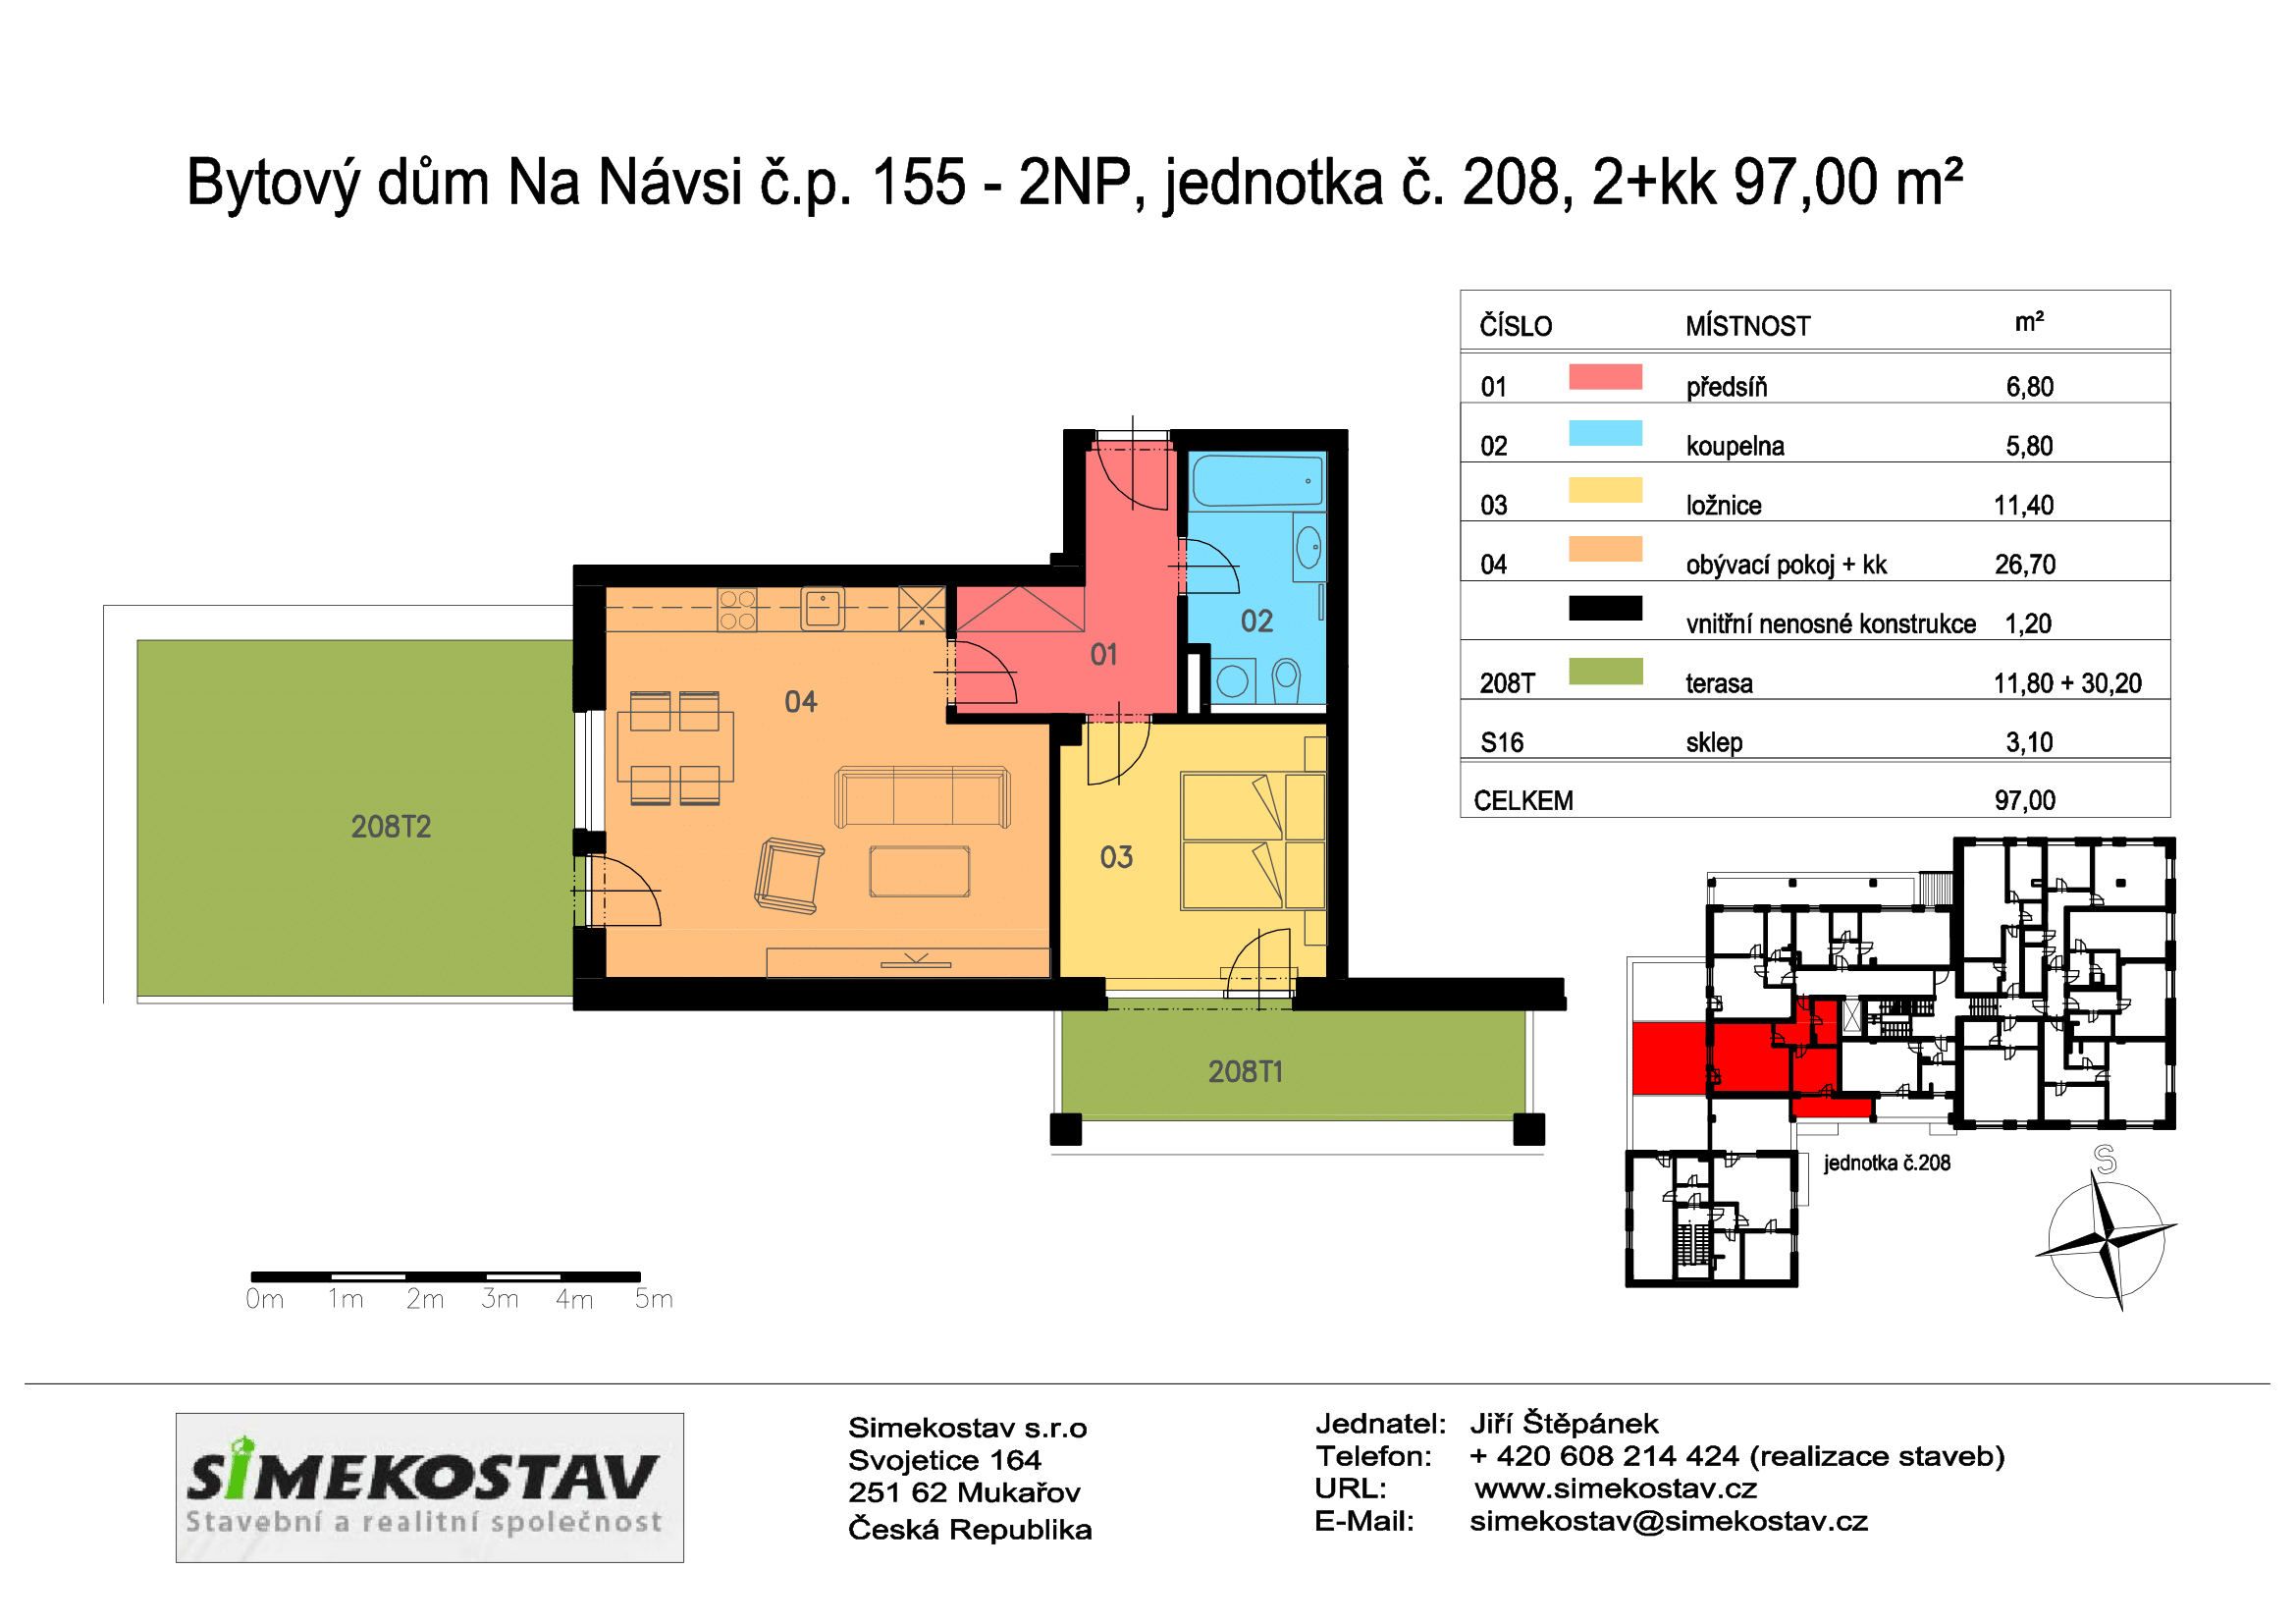 Bytový dům Na Návsi č.p. 155 - 2NP, jednotka č. 208, 2+kk 97,00 m²
ČÍSLO MÍSTNOST m²
01 předsíň 6,80
02 koupelna 5,80
03 ložnice 11,40
04 obývací pokoj + kk 26,70
vnitřní nenosné konstrukce 1,20
208T terasa 11,80 + 30,20
S16 sklep 3,10
CELKEM 97,00
02
01
04
208T2
03
208T1
jednotka č.208
S
0m 1m 2m 3m 4m 5m
SIMEKOSTAV
Stavební a realitní společnost
Simekostav s.r.o
Svojetice 164
251 62 Mukařov
Česká Republika
Jednatel: Jiří Štěpánek
Telefon: + 420 608 214 424 (realizace staveb)
URL: www.simekostav.cz
E-Mail: simekostav@simekostav.cz